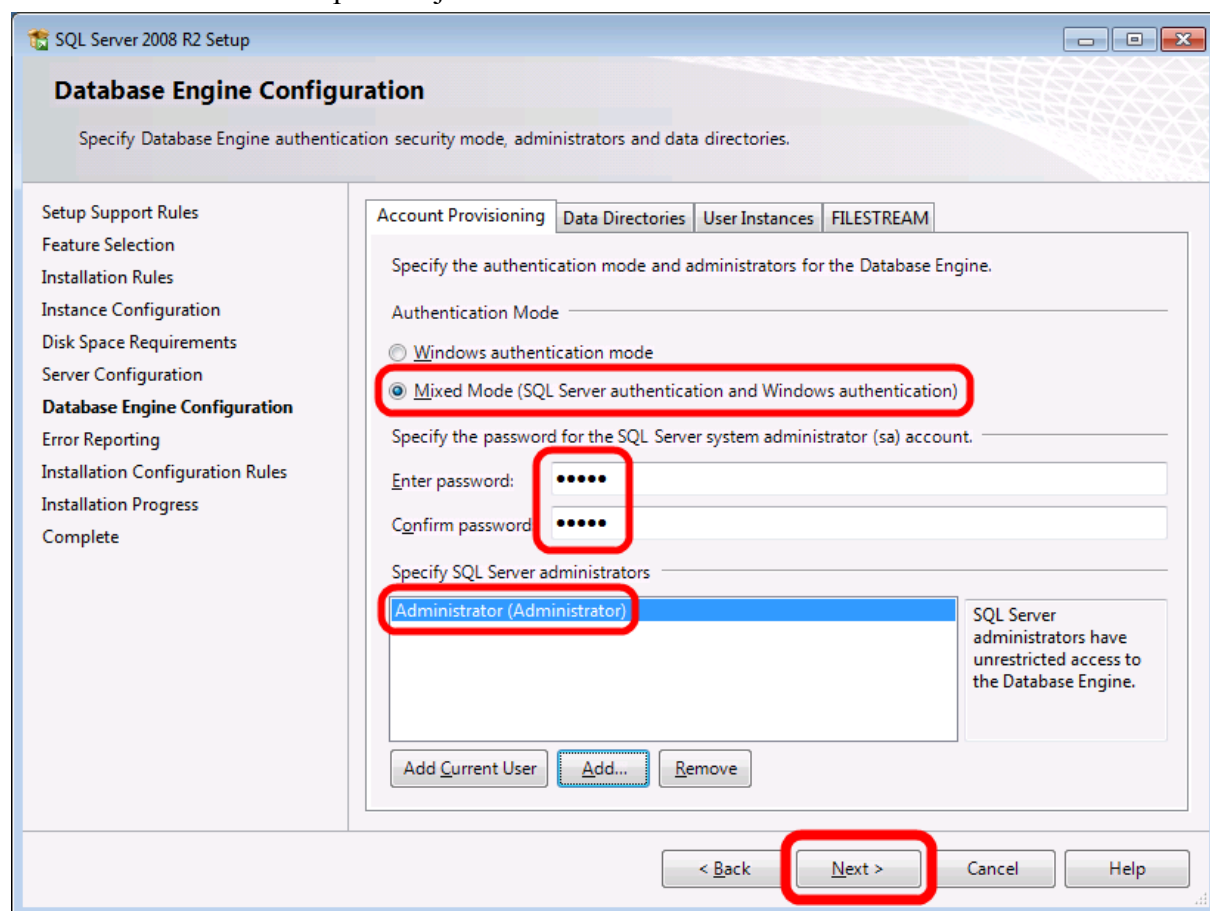 SQL Server 2008 R2 Setup
Database Engine Configuration
Specify Database Engine authentication security mode, administrators and data directories.
Setup Support Rules
Feature Selection
Installation Rules
Instance Configuration
Disk Space Requirements
Server Configuration
Database Engine Configuration
Error Reporting
Installation Configuration Rules
Installation Progress
Complete
Account Provisioning Data Directories User Instances FILESTREAM
Specify the authentication mode and administrators for the Database Engine.
Authentication Mode
Windows authentication mode
Mixed Mode (SQL Server authentication and Windows authentication)
Specify the password for the SQL Server system administrator (sa) account.
Enter password: •••••
Confirm password •••••
Specify SQL Server administrators
Administrator (Administrator)
SQL Server
administrators have
unrestricted access to
the Database Engine.
Add Current User Add... Remove
< Back Next > Cancel Help